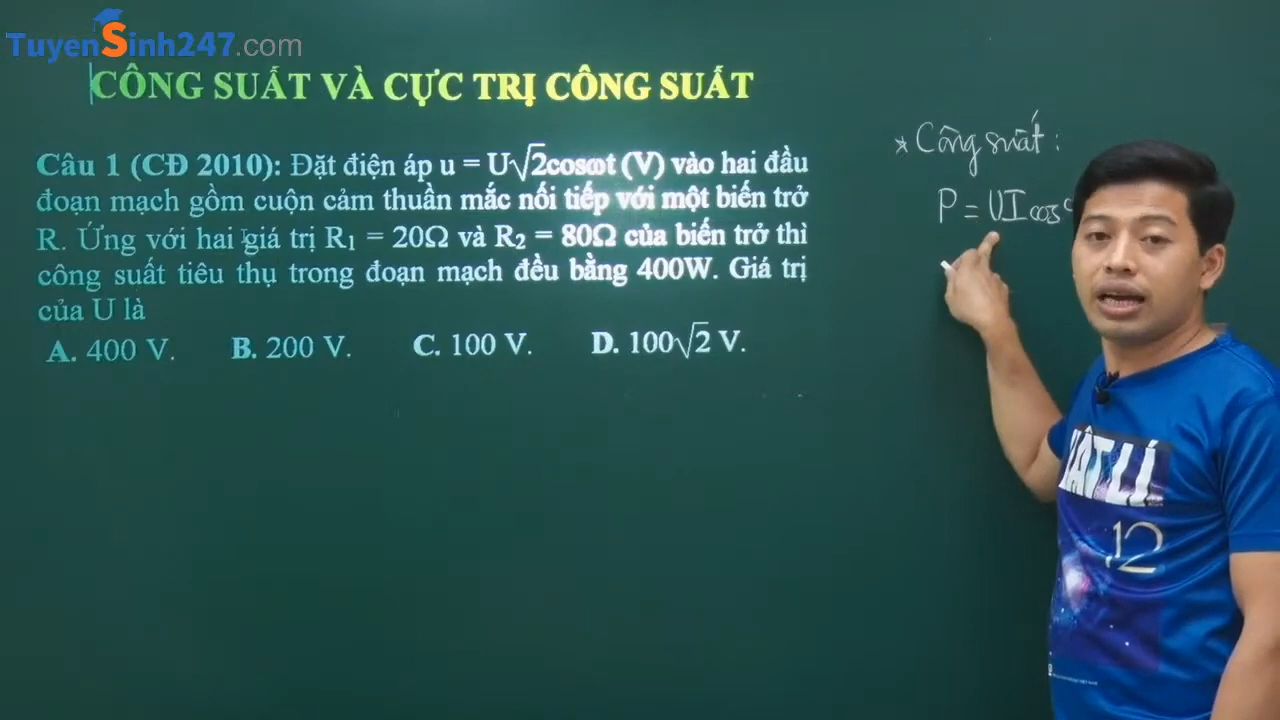 TuyenSinh247.com
CÔNG SUẤT VÀ CỰC TRỊ CÔNG SUẤT
Câu 1 (CĐ 2010): Đặt điện áp u = U√2cosωt (V) vào hai đầu
đoạn mạch gồm cuộn cảm thuần mắc nối tiếp với một biến trở
R. Ứng với hai giá trị R₁ = 20Ω và R₂ = 80Ω của biến trở thì
công suất tiêu thụ trong đoạn mạch đều bằng 400W. Giá trị
của U là
A. 400 V. B. 200 V. C. 100 V. D. 100√2 V.
* Công suất:
P = UI cos
VẬT LÍ
12